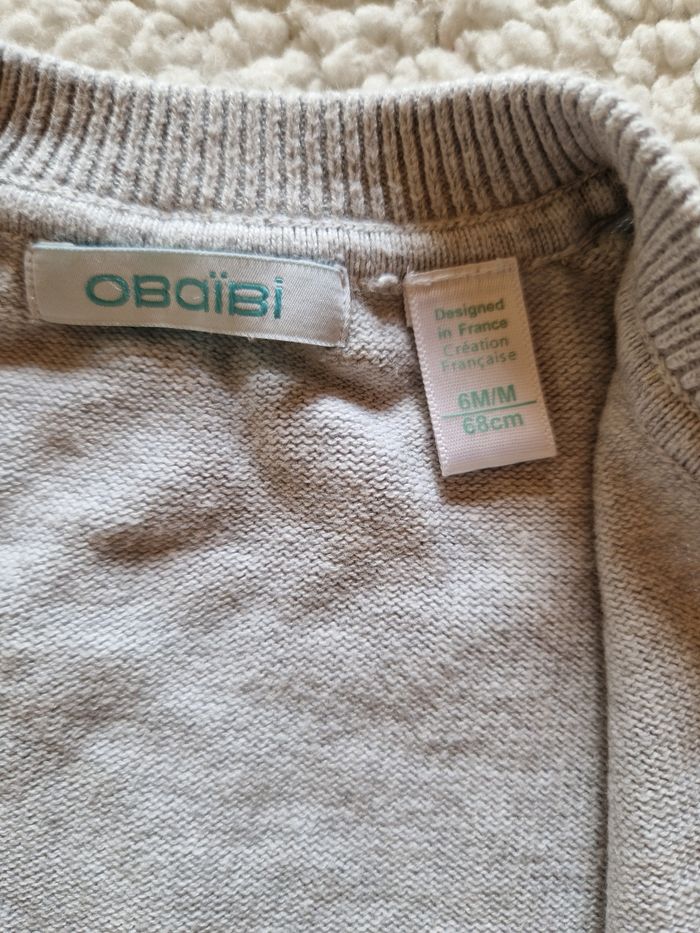 OBaïBi
Designed
in France
Création
Française
6M/M
68cm